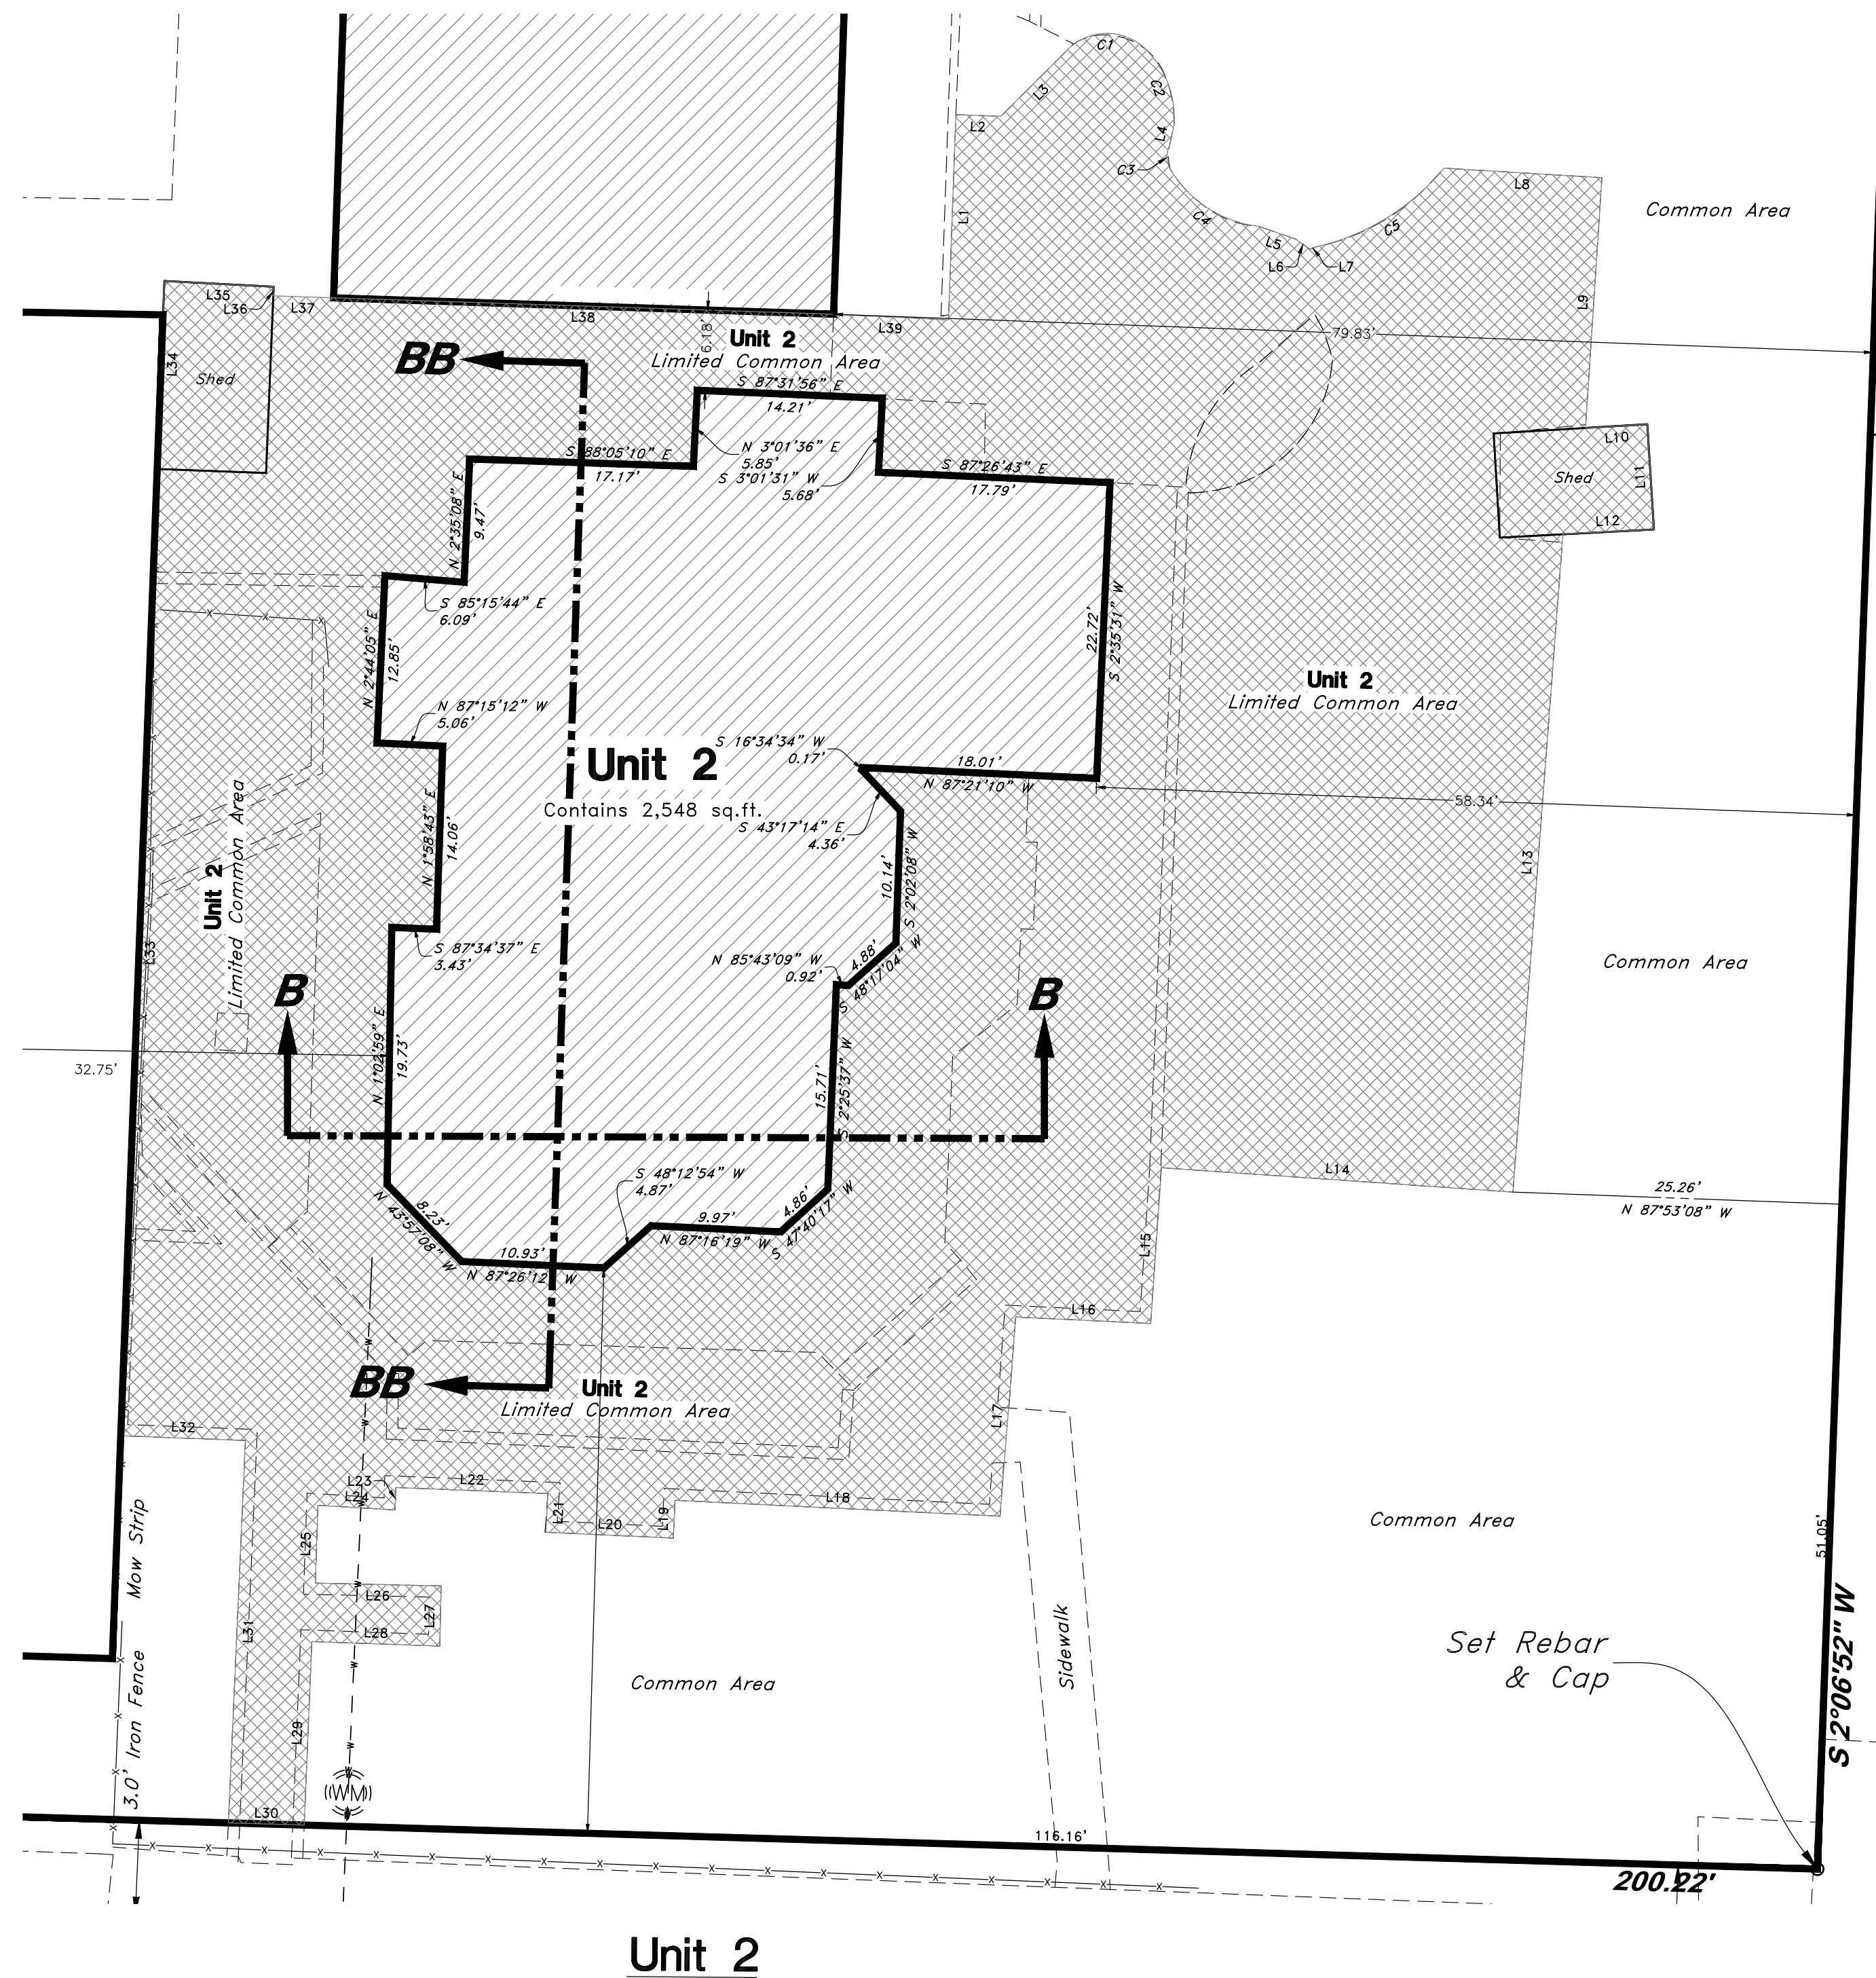 C1
C2
L3
L2
L4
C3
L1
C4
L5
L6
L7
C5
L8
Common Area
L9
L35
L36
L37
L38
6.18'
L39
79.83'
L34
Shed
Unit 2
Limited Common Area
BB
S 87°31'56" E
14.21'
N 3°01'36" E
5.85'
S 3°01'31" W
5.68'
S 88°05'10" E
17.17'
S 87°26'43" E
17.79'
L10
Shed
L11
L12
N 2°35'08" E
9.47'
S 85°15'44" E
6.09'
N 2°44'05" E
12.85'
22.72'
S 2°35'31" W
N 87°15'12" W
5.06'
Unit 2
Limited Common Area
S 16°34'34" W
0.17'
18.01'
N 87°21'10" W
Unit 2
Contains 2,548 sq.ft.
58.34'
S 43°17'14" E
4.36'
N 1°58'43" E
14.06'
10.14'
S 2°02'08" W
L13
Unit 2
Limited Common Area
L33
S 87°34'37" E
3.43'
N 85°43'09" W
0.92'
4.88'
S 48°17'04" W
Common Area
B
B
32.75'
N 1°02'59" E
19.73'
15.71'
S 2°25'37" W
S 48°12'54" W
4.87'
L14
25.26'
N 87°53'08" W
8.23'
N 43°57'08" W
10.93'
N 87°26'12" W
9.97'
N 87°16'19" W
4.86'
S 47°40'17" W
L15
L16
BB
Unit 2
Limited Common Area
L17
L32
L23
L24
L22
L21
L20
L19
L18
Common Area
51.05'
L25
L26
L27
L28
L31
L29
L30
Mow Strip
3.0' Iron Fence
Common Area
Sidewalk
Set Rebar
& Cap
S 2°06'52" W
((WM))
116.16'
200.22'
Unit 2